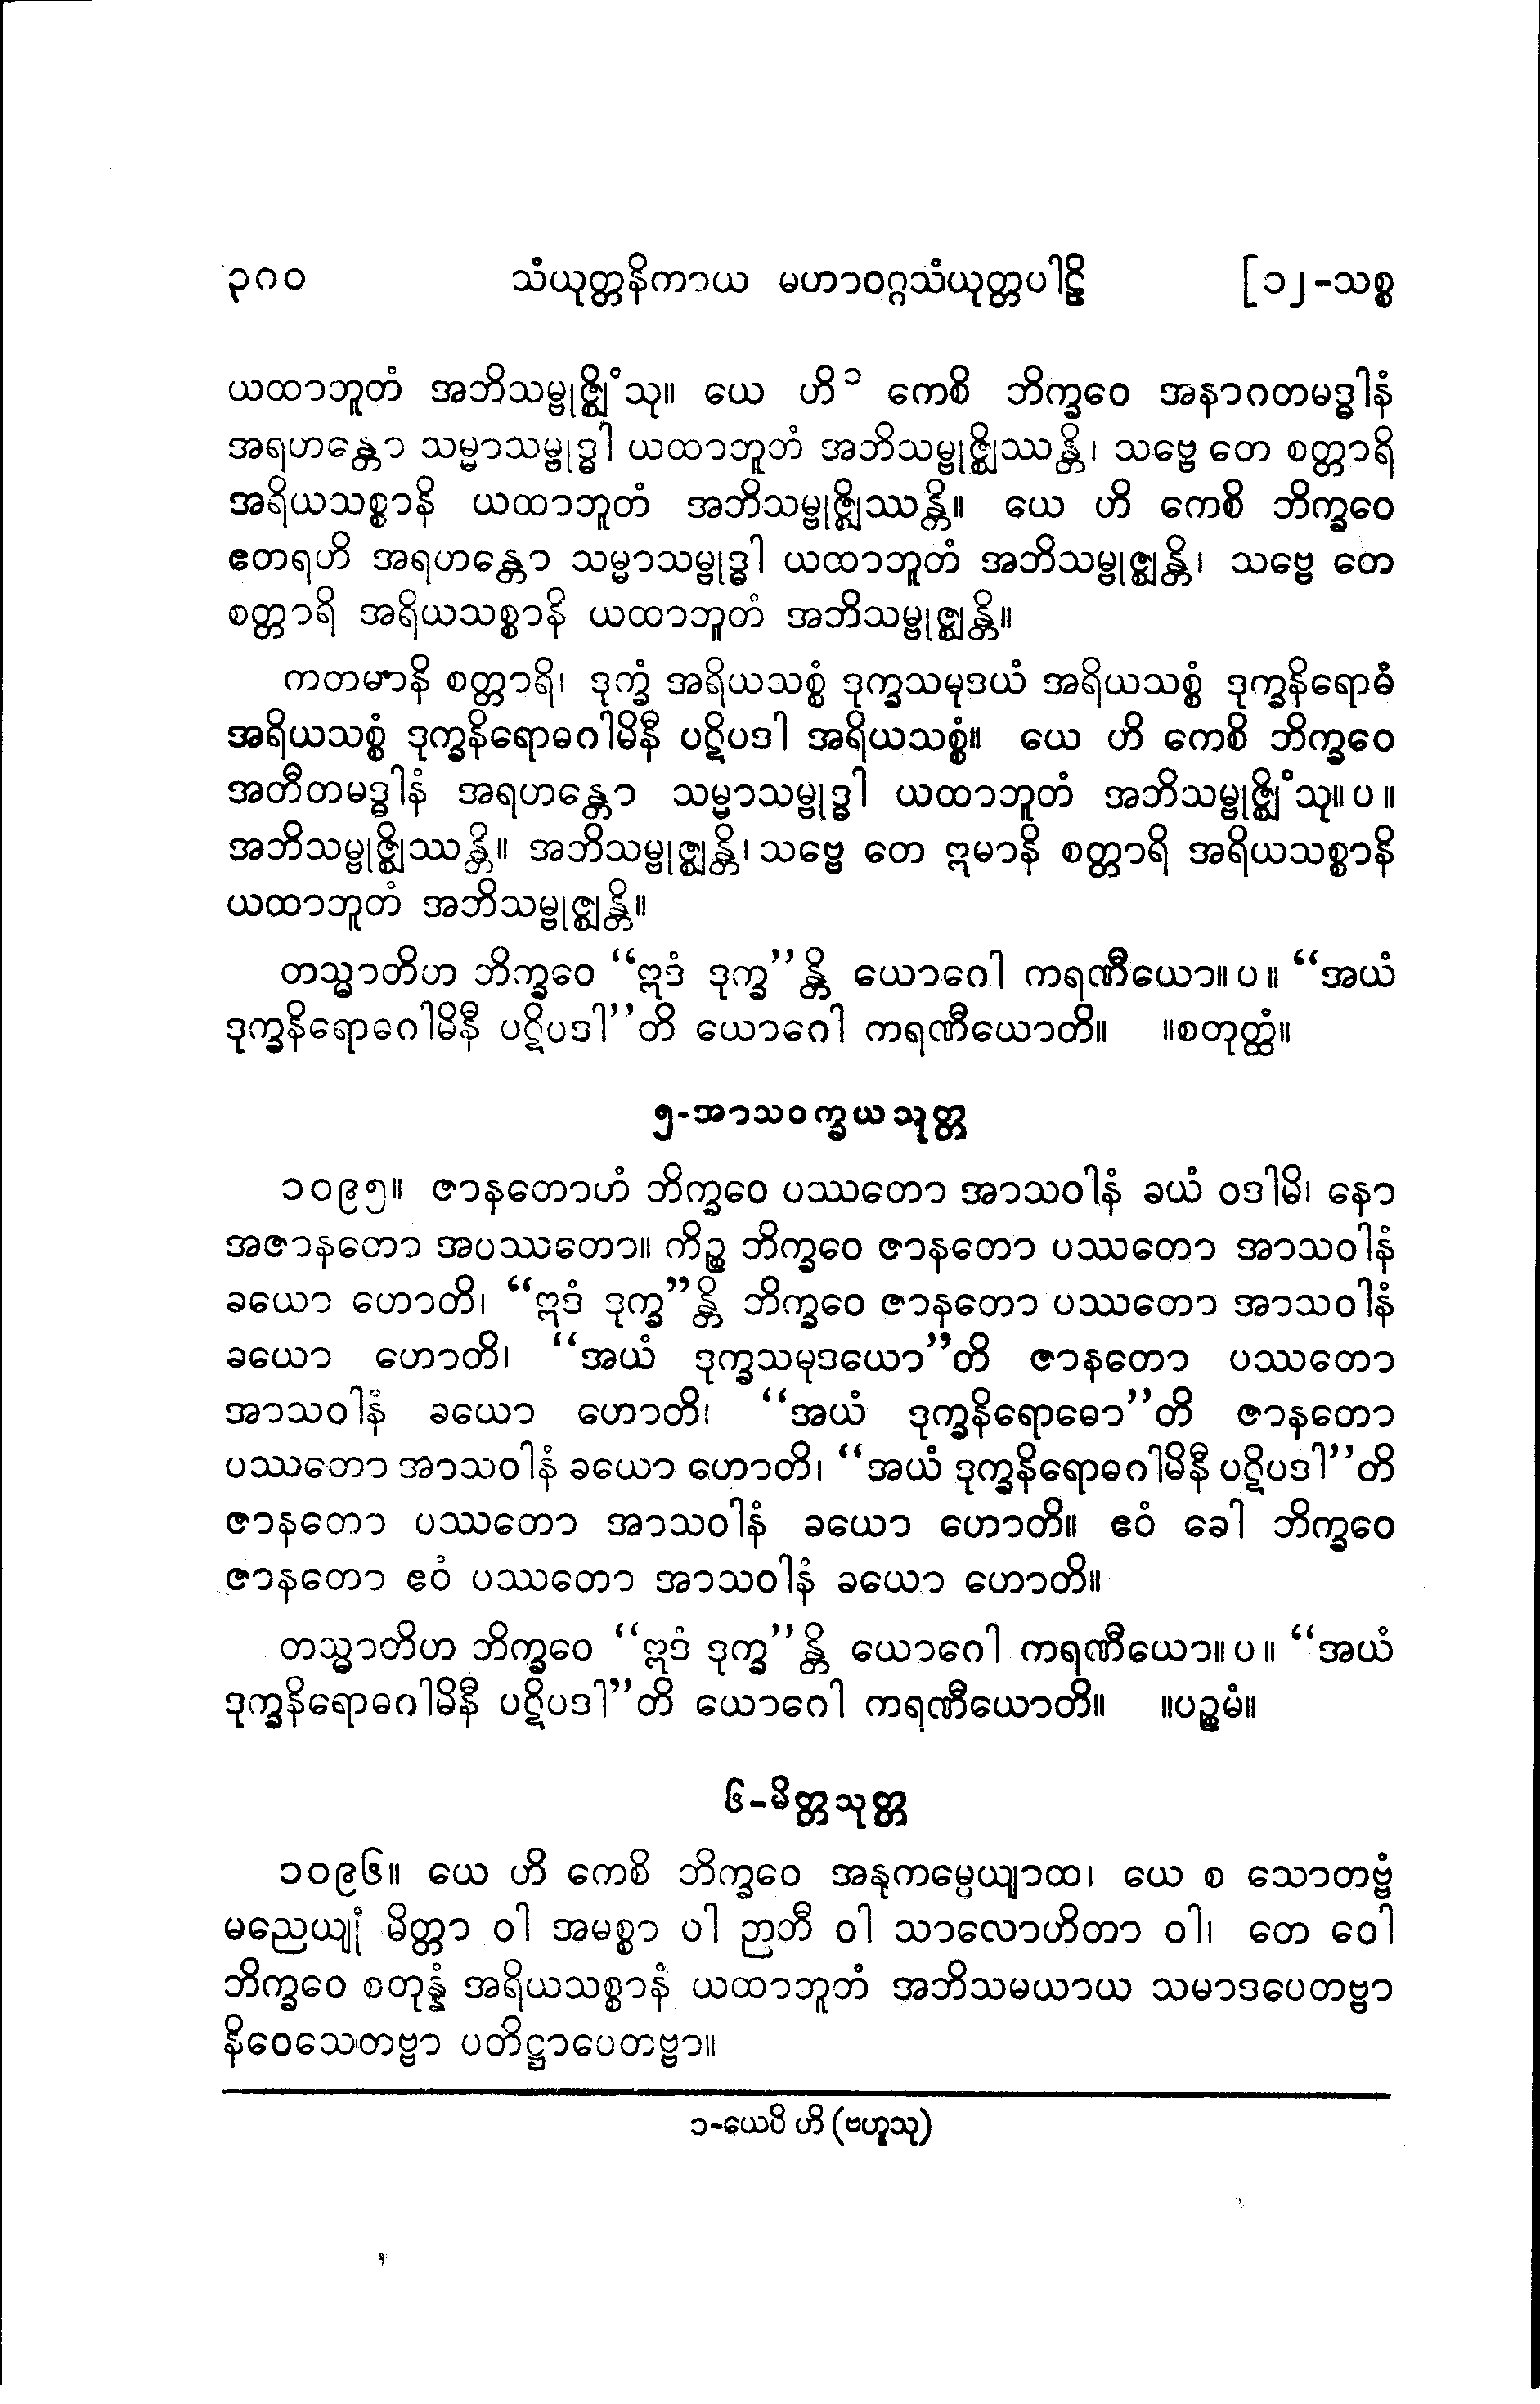 ၃၇၀ သံယုတ္တနိကာယ မဟာဝဂ္ဂသံယုတ္တပါဠိ [၁၂-သစ္စ
ယထာဘူတံ အဘိသမ္ဗုဇ္ဈိံသု။ ယေ ဟိ ၁ ကေစိ ဘိက္ခဝေ အနာဂတမဒ္ဓါနံ
အရဟန္တော သမ္မာသမ္ဗုဒ္ဓါ ယထာဘူတံ အဘိသမ္ဗုဇ္ဈိဿန္တိ၊ သဗ္ဗေ တေ စတ္တာရိ
အရိယသစ္စာနိ ယထာဘူတံ အဘိသမ္ဗုဇ္ဈိဿန္တိ။ ယေ ဟိ ကေစိ ဘိက္ခဝေ
ဧတရဟိ အရဟန္တော သမ္မာသမ္ဗုဒ္ဓါ ယထာဘူတံ အဘိသမ္ဗုဇ္ဈန္တိ၊ သဗ္ဗေ တေ
စတ္တာရိ အရိယသစ္စာနိ ယထာဘူတံ အဘိသမ္ဗုဇ္ဈန္တိ။
ကတမာနိ စတ္တာရိ၊ ဒုက္ခံ အရိယသစ္စံ ဒုက္ခသမုဒယံ အရိယသစ္စံ ဒုက္ခနိရောဓံ
အရိယသစ္စံ ဒုက္ခနိရောဓဂါမိနီ ပဋိပဒါ အရိယသစ္စံ။ ယေ ဟိ ကေစိ ဘိက္ခဝေ
အတီတမဒ္ဓါနံ အရဟန္တော သမ္မာသမ္ဗုဒ္ဓါ ယထာဘူတံ အဘိသမ္ဗုဇ္ဈိံသု။ပ။
အဘိသမ္ဗုဇ္ဈိဿန္တိ။ အဘိသမ္ဗုဇ္ဈန္တိ၊ သဗ္ဗေ တေ ဣမာနိ စတ္တာရိ အရိယသစ္စာနိ
ယထာဘူတံ အဘိသမ္ဗုဇ္ဈန္တိ။
တသ္မာတိဟ ဘိက္ခဝေ “ဣဒံ ဒုက္ခ”န္တိ ယောဂေါ ကရဏီယော။ပ။ “အယံ
ဒုက္ခနိရောဓဂါမိနီ ပဋိပဒါ”တိ ယောဂေါ ကရဏီယောတိ။ ။စတုတ္ထံ။
၅-အာသဝက္ခယသုတ္တ
၁၀၉၅။ ဇာနတောဟံ ဘိက္ခဝေ ပဿတော အာသဝါနံ ခယံ ဝဒါမိ၊ နော
အဇာနတော အပဿတော။ ကိဉ္စ ဘိက္ခဝေ ဇာနတော ပဿတော အာသဝါနံ
ခယော ဟောတိ၊ “ဣဒံ ဒုက္ခ”န္တိ ဘိက္ခဝေ ဇာနတော ပဿတော အာသဝါနံ
ခယော ဟောတိ၊ “အယံ ဒုက္ခသမုဒယော”တိ ဇာနတော ပဿတော
အာသဝါနံ ခယော ဟောတိ၊ “အယံ ဒုက္ခနိရောဓော”တိ ဇာနတော
ပဿတော အာသဝါနံ ခယော ဟောတိ၊ “အယံ ဒုက္ခနိရောဓဂါမိနီ ပဋိပဒါ”တိ
ဇာနတော ပဿတော အာသဝါနံ ခယော ဟောတိ။ ဧဝံ ခေါ ဘိက္ခဝေ
ဇာနတော ဧဝံ ပဿတော အာသဝါနံ ခယော ဟောတိ။
တသ္မာတိဟ ဘိက္ခဝေ “ဣဒံ ဒုက္ခ”န္တိ ယောဂေါ ကရဏီယော။ပ။ “အယံ
ဒုက္ခနိရောဓဂါမိနီ ပဋိပဒါ”တိ ယောဂေါ ကရဏီယောတိ။ ။ပဉ္စမံ။
၆-မိတ္တသုတ္တ
၁၀၉၆။ ယေ ဟိ ကေစိ ဘိက္ခဝေ အနုကမ္ပေယျာထ၊ ယေ စ သောတဗ္ဗံ
မညေယျုံ မိတ္တာ ဝါ အမစ္စာ ဝါ ဉာတီ ဝါ သာလောဟိတာ ဝါ၊ တေ ဝေါ
ဘိက္ခဝေ စတုန္နံ အရိယသစ္စာနံ ယထာဘူတံ အဘိသမယာယ သမာဒပေတဗ္ဗာ
နိဝေသေတဗ္ဗာ ပတိဋ္ဌာပေတဗ္ဗာ။
၁-ယေပိ ဟိ (ဗဟူသု)